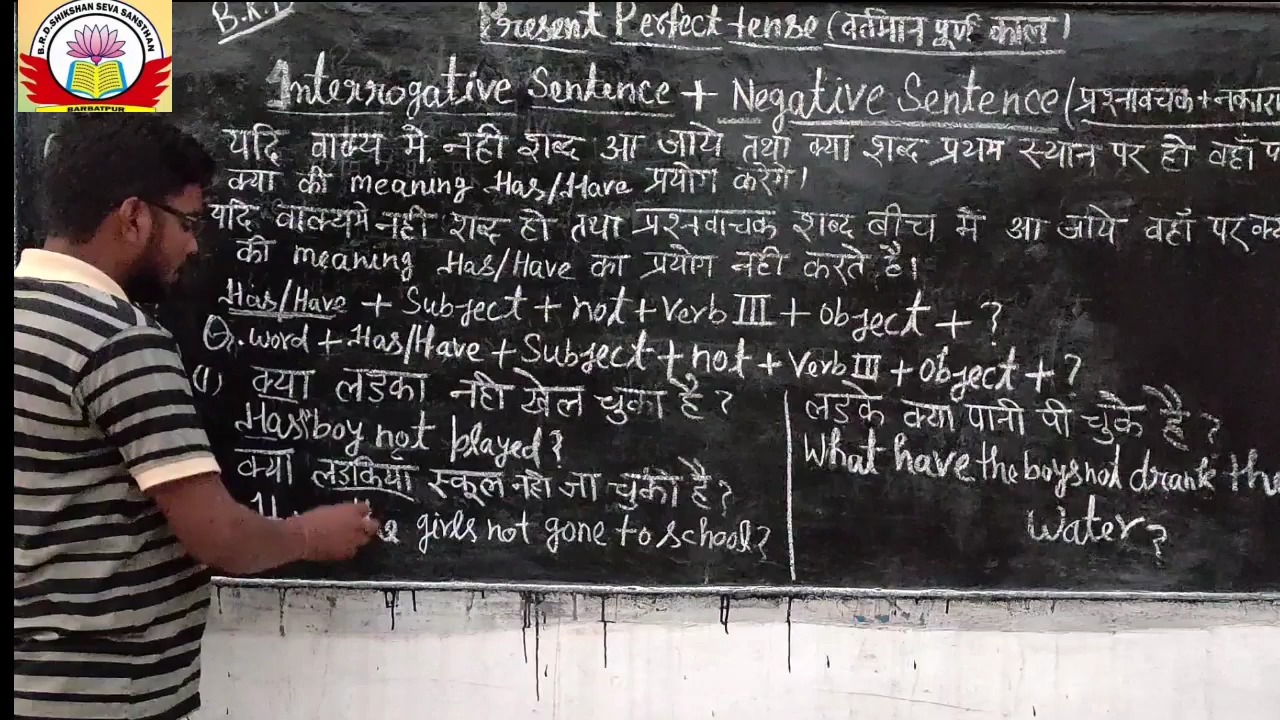 B.R.D. SHIKSHAN SEVA SANSTHAN
BARBATPUR
B.R.D
Present Perfect tense (वर्तमान पूर्ण काल)
Interrogative Sentence + Negative Sentence (प्रश्नावचक + नकारा
यदि वाक्य मे नही शब्द आ जाये तथा क्या शब्द प्रथम स्थान पर हो वहाँ प
क्या की meaning Has/Have प्रयोग करेगे।
यदि वाक्यमे नही शब्द हो तथा प्रश्नवाचक शब्द बीच मे आ जाये वहाँ पर क्य
की meaning Has/Have का प्रयोग नही करते है।
Has/Have + Subject + not + Verb III + object + ?
Q. word + Has/Have + Subject + not + Verb III + object + ?
(1) क्या लडका नही खेल चुका है ?
Has boy not played?
क्या लडकिया स्कूल नही जा चुकी है ?
girls not gone to school?
लडके क्या पानी पी चुके है ?
What have the boys not drank the
water?